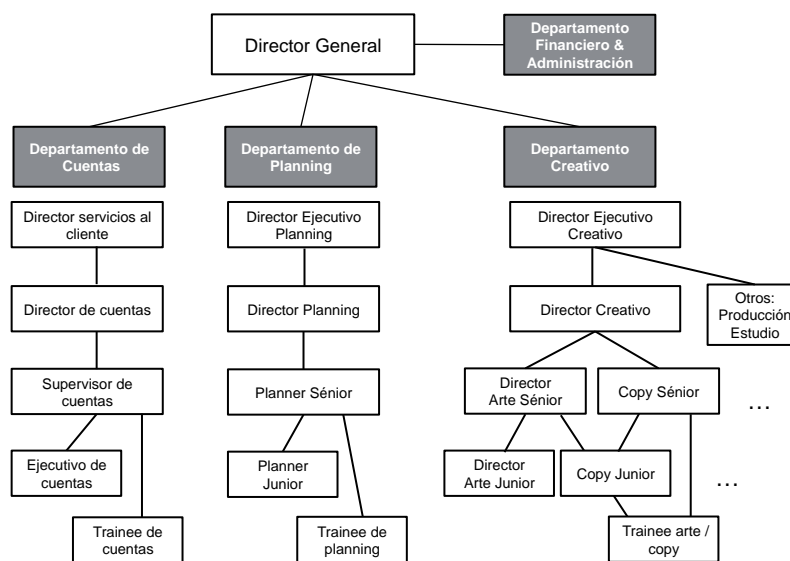 Director General
Departamento
Financiero &
Administración
Departamento de
Cuentas
Departamento de
Planning
Departamento
Creativo
Director servicios al
cliente
Director Ejecutivo
Planning
Director Ejecutivo
Creativo
Director de cuentas
Director Planning
Director Creativo
Otros:
Producción
Estudio
Supervisor de
cuentas
Planner Sénior
Director
Arte Sénior
Copy Sénior
...
Ejecutivo de
cuentas
Planner
Junior
Director
Arte Junior
Copy Junior
...
Trainee de
cuentas
Trainee de
planning
Trainee arte /
copy